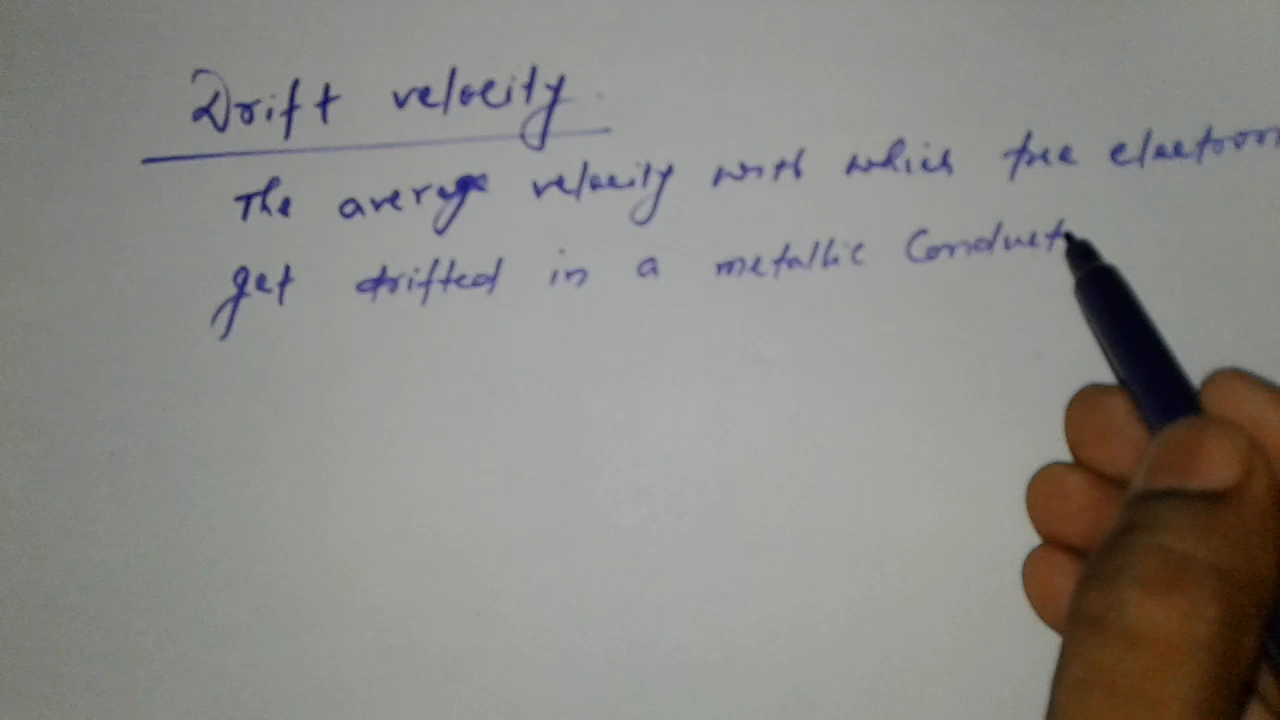 Drift velocity
The average velocity with which free electron
get drifted in a metallic Conduct